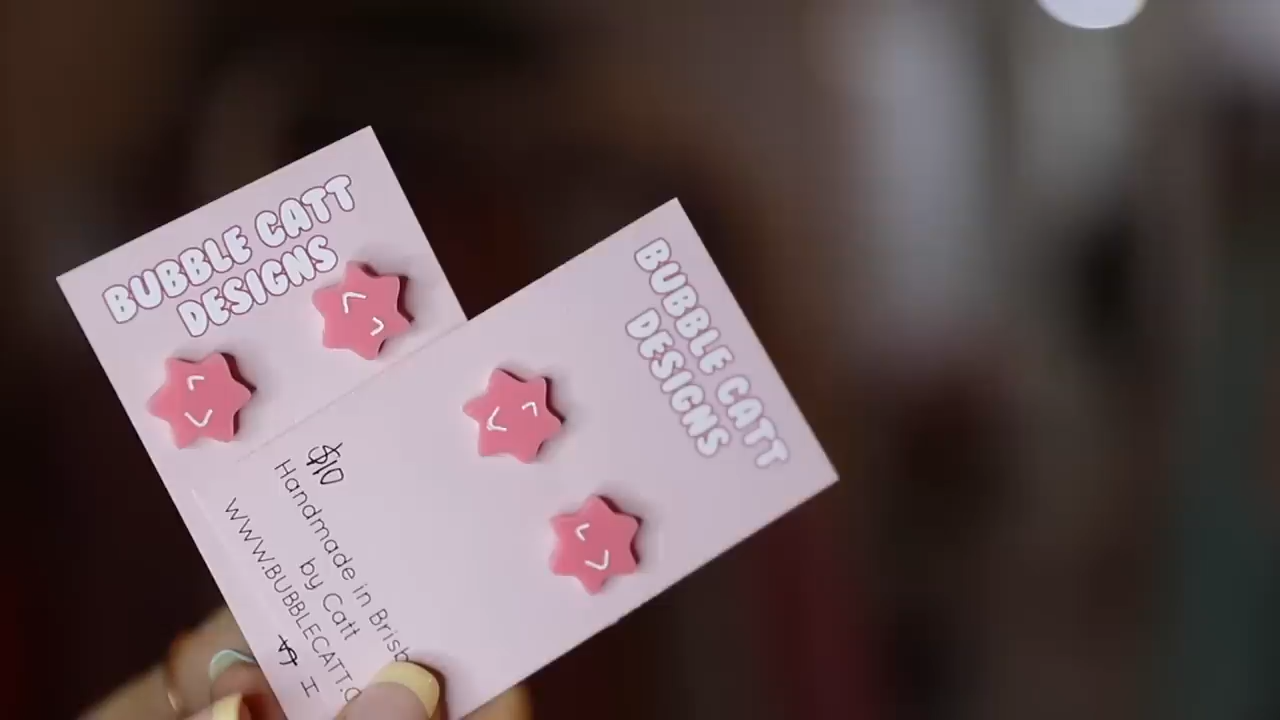 BUBBLE CATT
DESIGNS
BUBBLE CATT
DESIGNS
$10
Handmade in Brisb
by Catt
WWW.BUBBLECATT.C